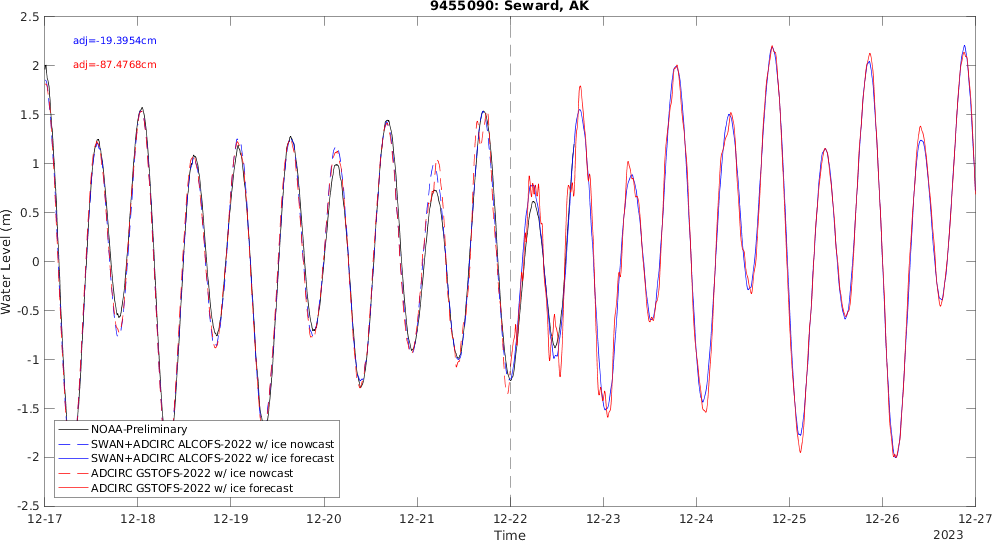 9455090: Seward, AK
2.5
adj=-19.3954cm
2
adj=-87.4768cm
1.5
1
0.5
0
-0.5
-1
-1.5
-2
-2.5
Water Level (m)
NOAA-Preliminary
SWAN+ADCIRC ALCOFS-2022 w/ ice nowcast
SWAN+ADCIRC ALCOFS-2022 w/ ice forecast
ADCIRC GSTOFS-2022 w/ ice nowcast
ADCIRC GSTOFS-2022 w/ ice forecast
12-17 12-18 12-19 12-20 12-21 12-22 12-23 12-24 12-25 12-26 12-27
Time
2023